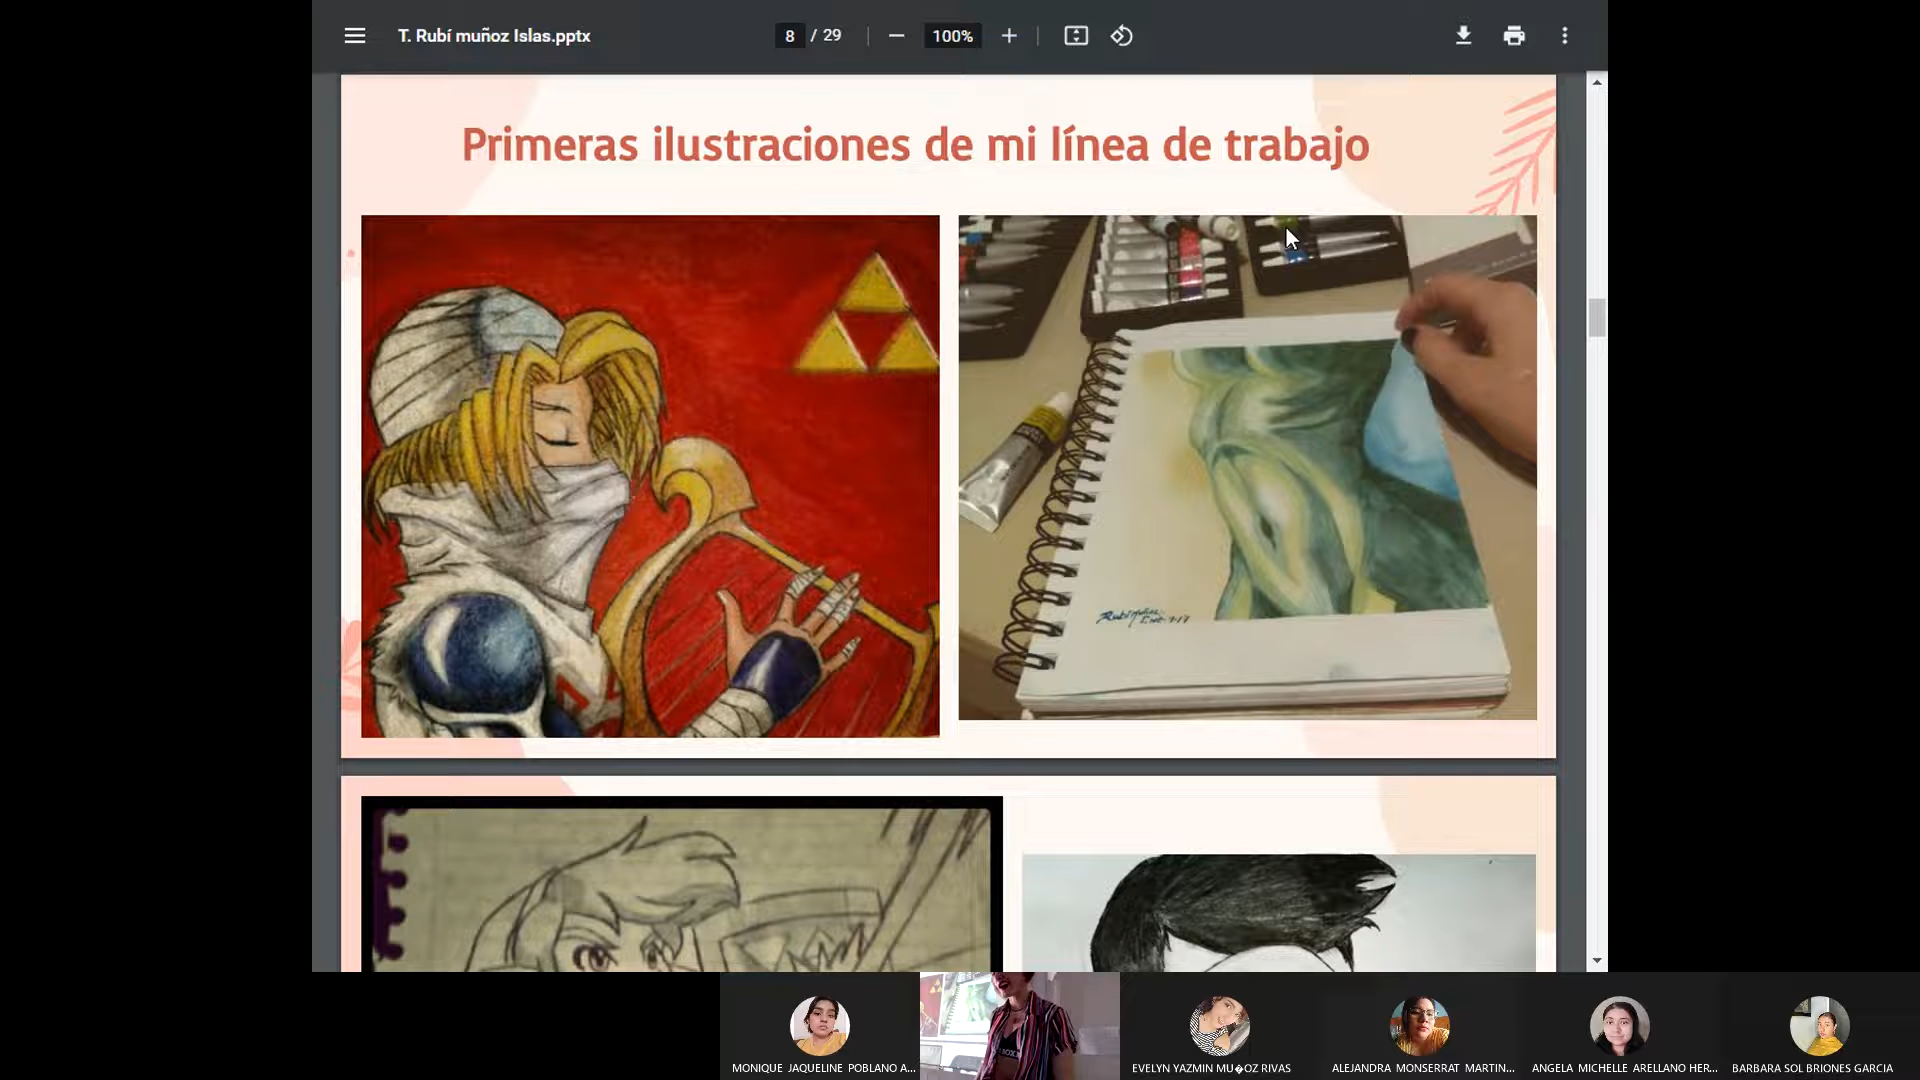 T. Rubí muñoz Islas.pptx
8 / 29
100%
Primeras ilustraciones de mi línea de trabajo
MONIQUE JAQUELINE POBLANO A...
EVELYN YAZMIN MU�OZ RIVAS
ALEJANDRA MONSERRAT MARTIN...
ANGELA MICHELLE ARELLANO HER...
BARBARA SOL BRIONES GARCIA